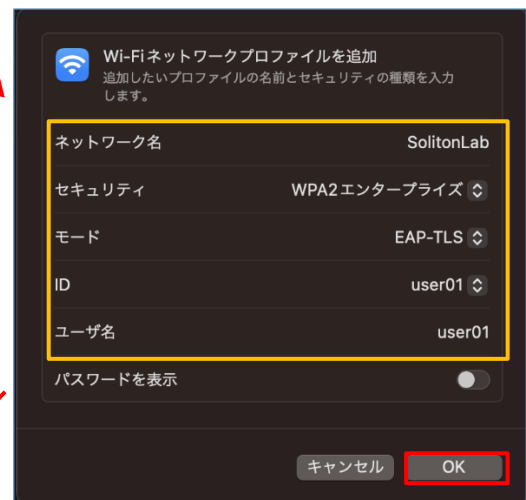 Wi-Fiネットワークプロファイルを追加
追加したいプロファイルの名前とセキュリティの種類を入力
します。
ネットワーク名 SolitonLab
セキュリティ WPA2エンタープライズ
モード EAP-TLS
ID user01
ユーザ名 user01
パスワードを表示
キャンセル OK